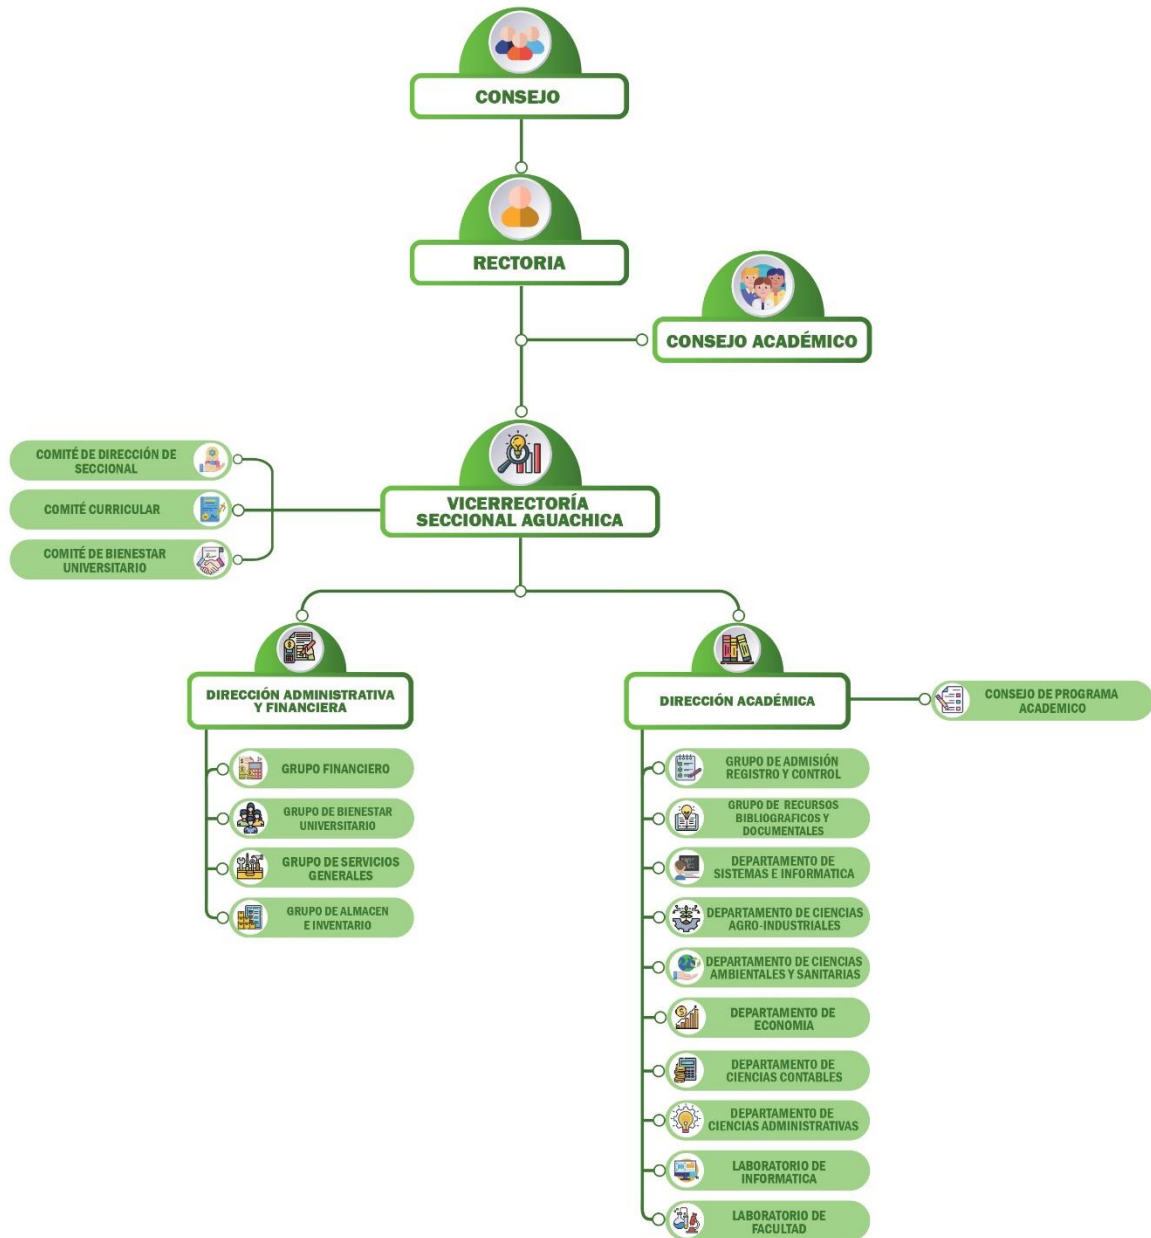 CONSEJO
RECTORIA
CONSEJO ACADÉMICO
COMITÉ DE DIRECCIÓN DE
SECCIONAL
COMITÉ CURRICULAR
COMITÉ DE BIENESTAR
UNIVERSITARIO
VICERRECTORÍA
SECCIONAL AGUACHICA
DIRECCIÓN ADMINISTRATIVA
Y FINANCIERA
GRUPO FINANCIERO
GRUPO DE BIENESTAR
UNIVERSITARIO
GRUPO DE SERVICIOS
GENERALES
GRUPO DE ALMACEN
E INVENTARIO
DIRECCIÓN ACADÉMICA
CONSEJO DE PROGRAMA
ACADEMICO
GRUPO DE ADMISIÓN
REGISTRO Y CONTROL
GRUPO DE RECURSOS
BIBLIOGRAFICOS Y
DOCUMENTALES
DEPARTAMENTO DE
SISTEMAS E INFORMATICA
DEPARTAMENTO DE CIENCIAS
AGRO-INDUSTRIALES
DEPARTAMENTO DE CIENCIAS
AMBIENTALES Y SANITARIAS
DEPARTAMENTO DE
ECONOMIA
DEPARTAMENTO DE
CIENCIAS CONTABLES
DEPARTAMENTO DE
CIENCIAS ADMINISTRATIVAS
LABORATORIO DE
INFORMATICA
LABORATORIO DE
FACULTAD